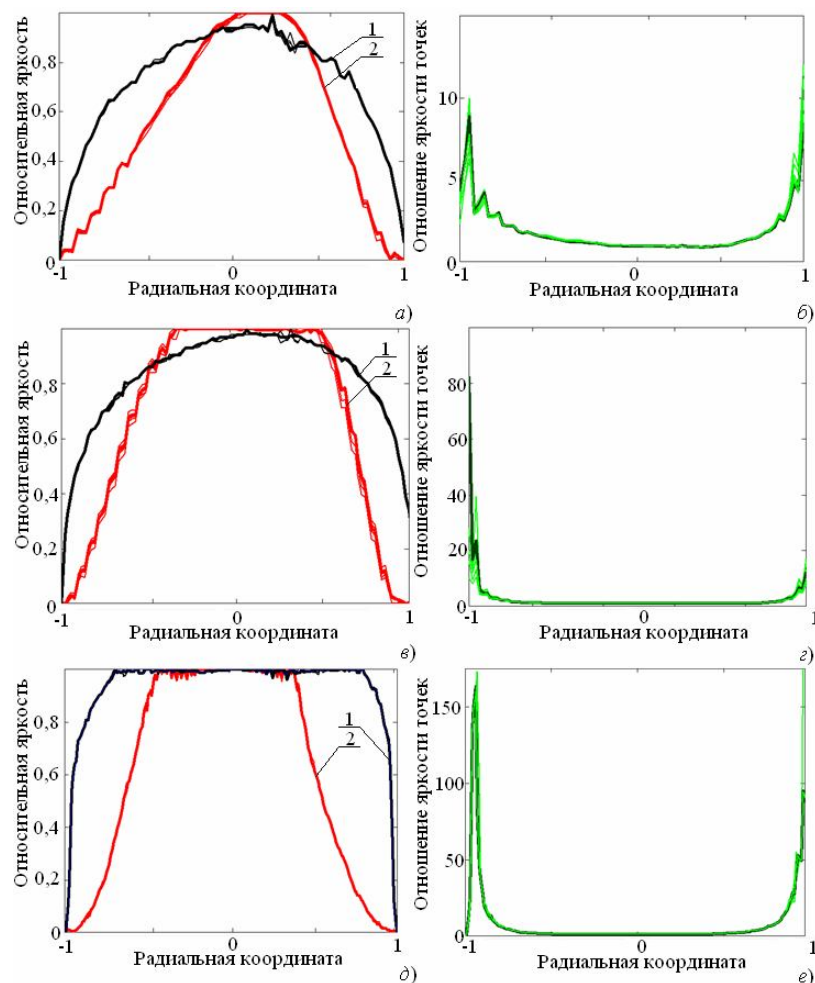 Относительная яркость
0,8
0,6
0,4
0,2
0
-1
0
1
1
2
Радиальная координата
а)
Отношение яркости точек
15
10
5
0
-1
0
1
Радиальная координата
б)
Относительная яркость
0,8
0,6
0,4
0,2
0
-1
0
1
1
2
Радиальная координата
в)
Отношение яркости точек
80
60
40
20
0
-1
0
1
Радиальная координата
г)
Относительная яркость
0,8
0,6
0,4
0,2
-1
0
1
1
2
Радиальная координата
д)
Отношение яркости точек
150
100
50
0
-1
0
1
Радиальная координата
е)